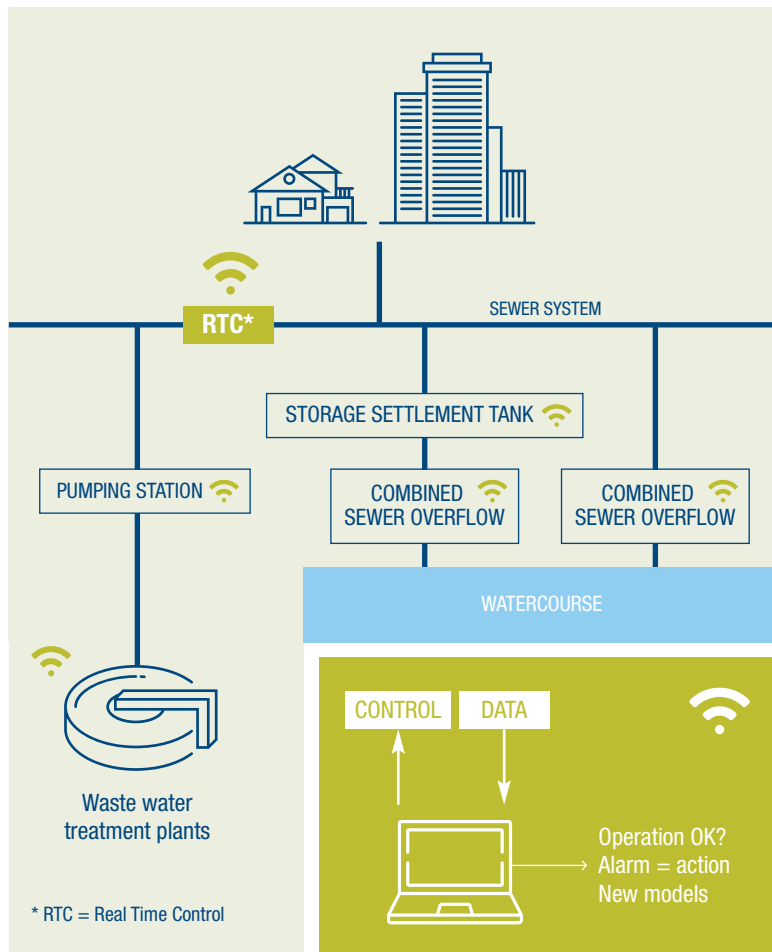 RTC*
SEWER SYSTEM
STORAGE SETTLEMENT TANK
PUMPING STATION
COMBINED
SEWER OVERFLOW
COMBINED
SEWER OVERFLOW
WATERCOURSE
Waste water
treatment plants
* RTC = Real Time Control
CONTROL
DATA
Operation OK?
Alarm = action
New models